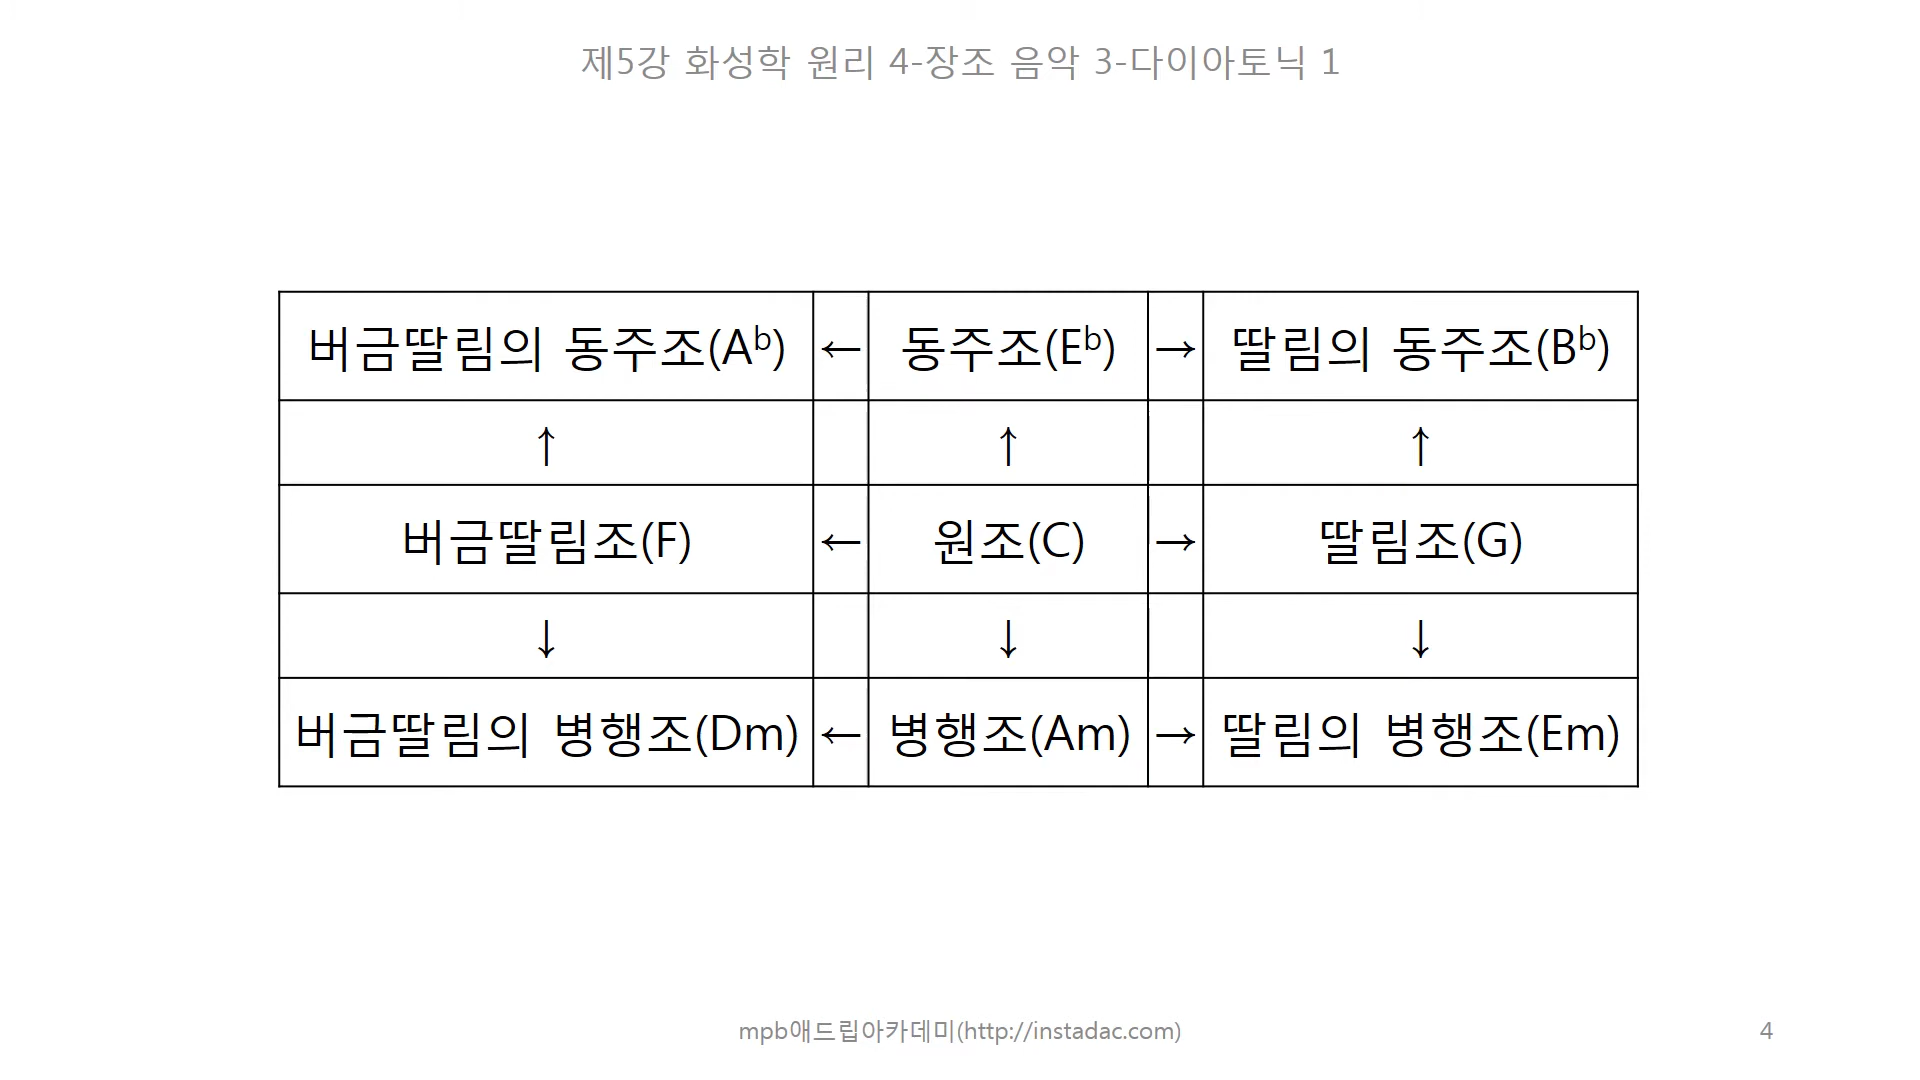 제5강 화성학 원리 4-장조 음악 3-다이아토닉 1
버금딸림의 동주조(Aᵇ) ← 동주조(Eᵇ) → 딸림의 동주조(Bᵇ)
↑ ↑ ↑
버금딸림조(F) ← 원조(C) → 딸림조(G)
↓ ↓ ↓
버금딸림의 병행조(Dm) ← 병행조(Am) → 딸림의 병행조(Em)
mpb애드립아카데미(http://instadac.com)
4